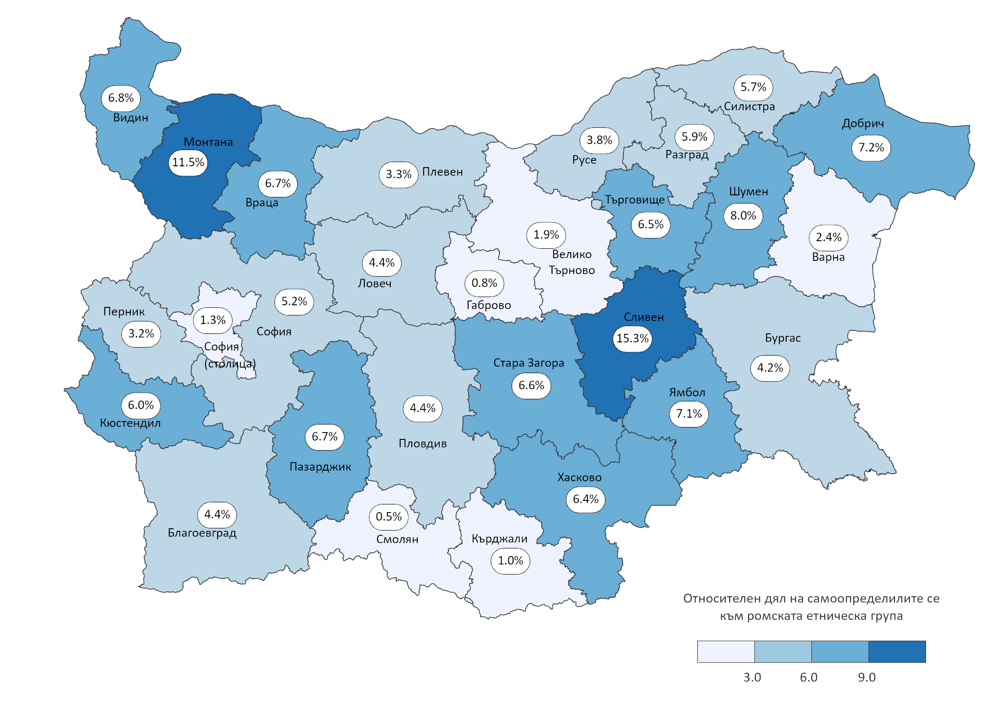 5.7%
Силистра
6.8%
Видин
Добрич
7.2%
3.8%
Русе
5.9%
Разград
Монтана
11.5%
6.7%
Враца
3.3%
Плевен
Шумен
8.0%
Търговище
6.5%
1.9%
Велико
Търново
2.4%
Варна
4.4%
Ловеч
0.8%
Габрово
5.2%
София
Перник
3.2%
1.3%
София
(столица)
Сливен
15.3%
Бургас
4.2%
Стара Загора
6.6%
Ямбол
7.1%
6.0%
Кюстендил
4.4%
Пловдив
6.7%
Пазарджик
Хасково
6.4%
4.4%
Благоевград
0.5%
Смолян
Кърджали
1.0%
Относителен дял на самоопределилите се
към ромската етническа група
3.0 6.0 9.0